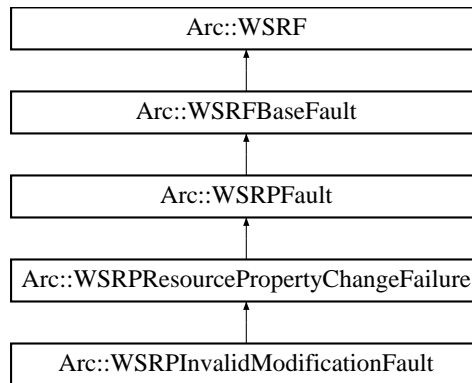 Arc::WSRF
Arc::WSRFBaseFault
Arc::WSRPFault
Arc::WSRPResourcePropertyChangeFailure
Arc::WSRPInvalidModificationFault